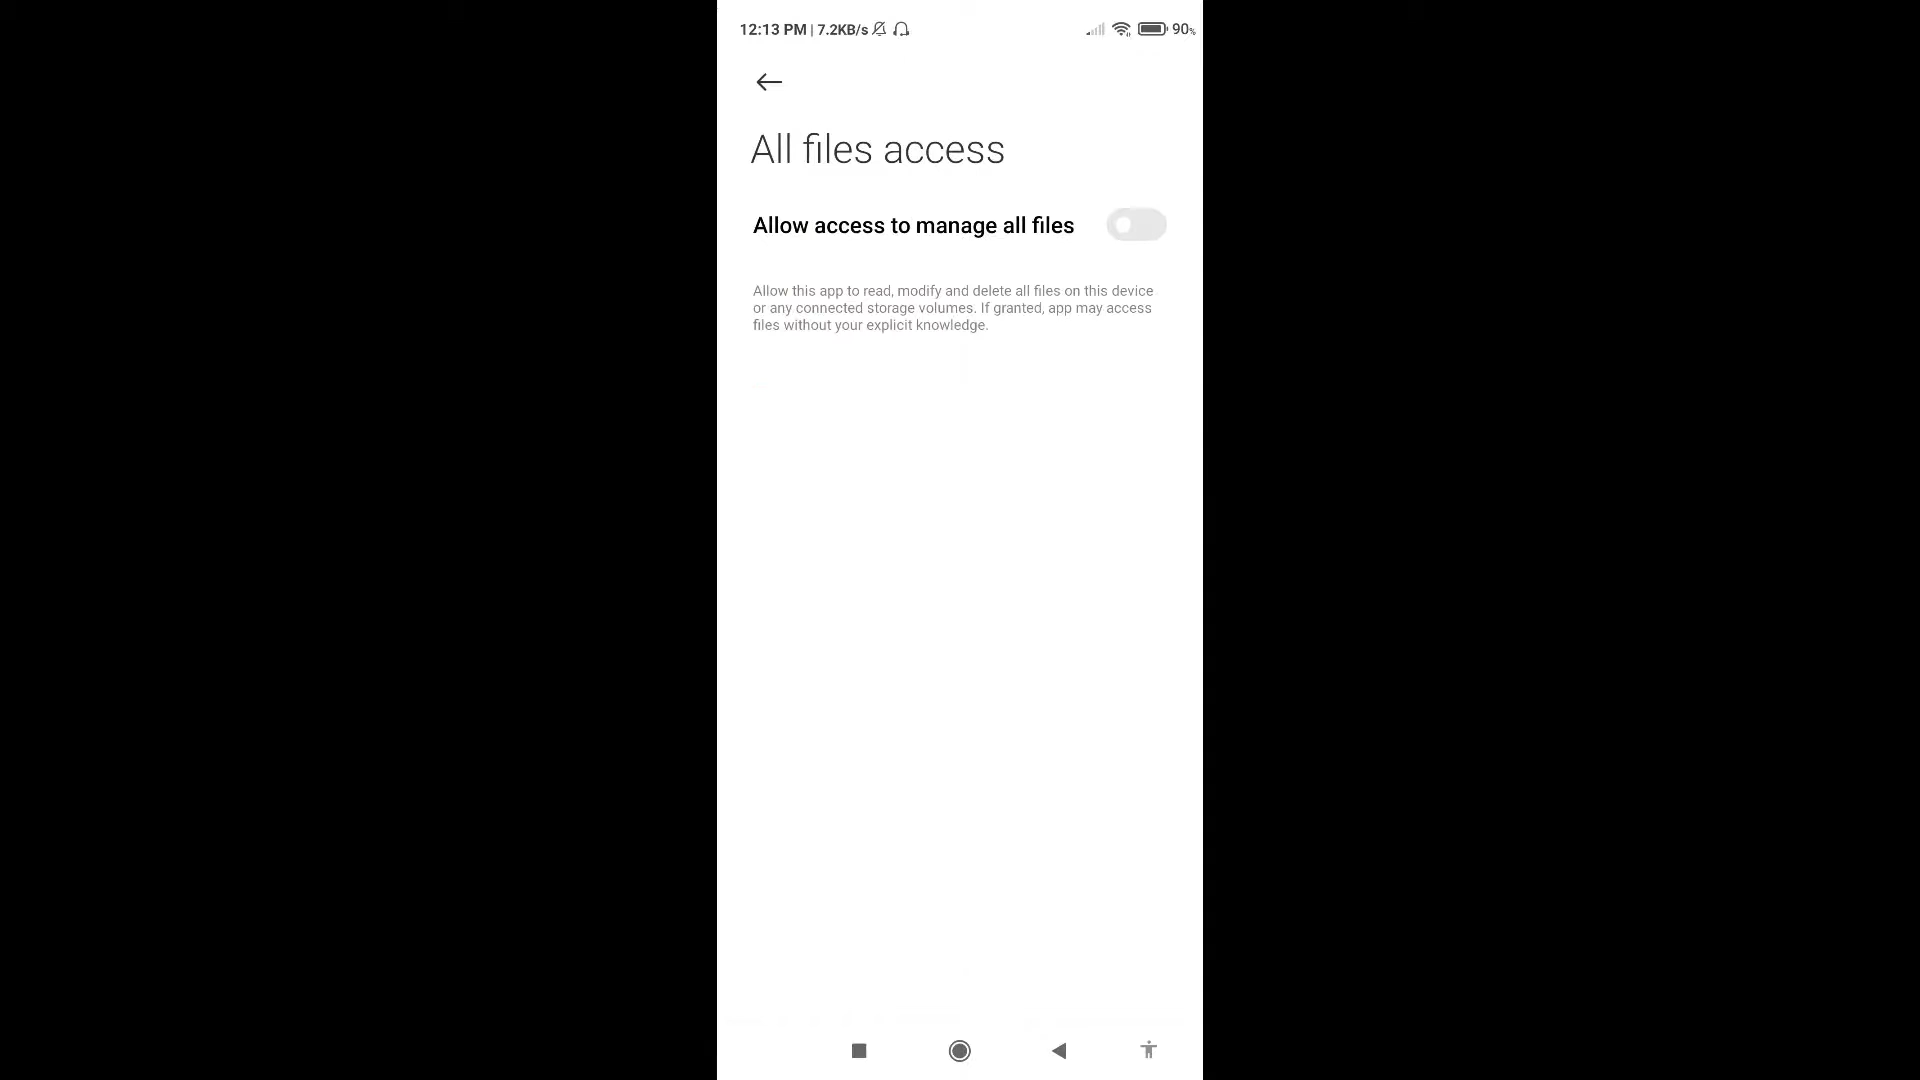 12:13 PM | 7.2KB/s 90%
All files access
Allow access to manage all files
Allow this app to read, modify and delete all files on this device
or any connected storage volumes. If granted, app may access
files without your explicit knowledge.